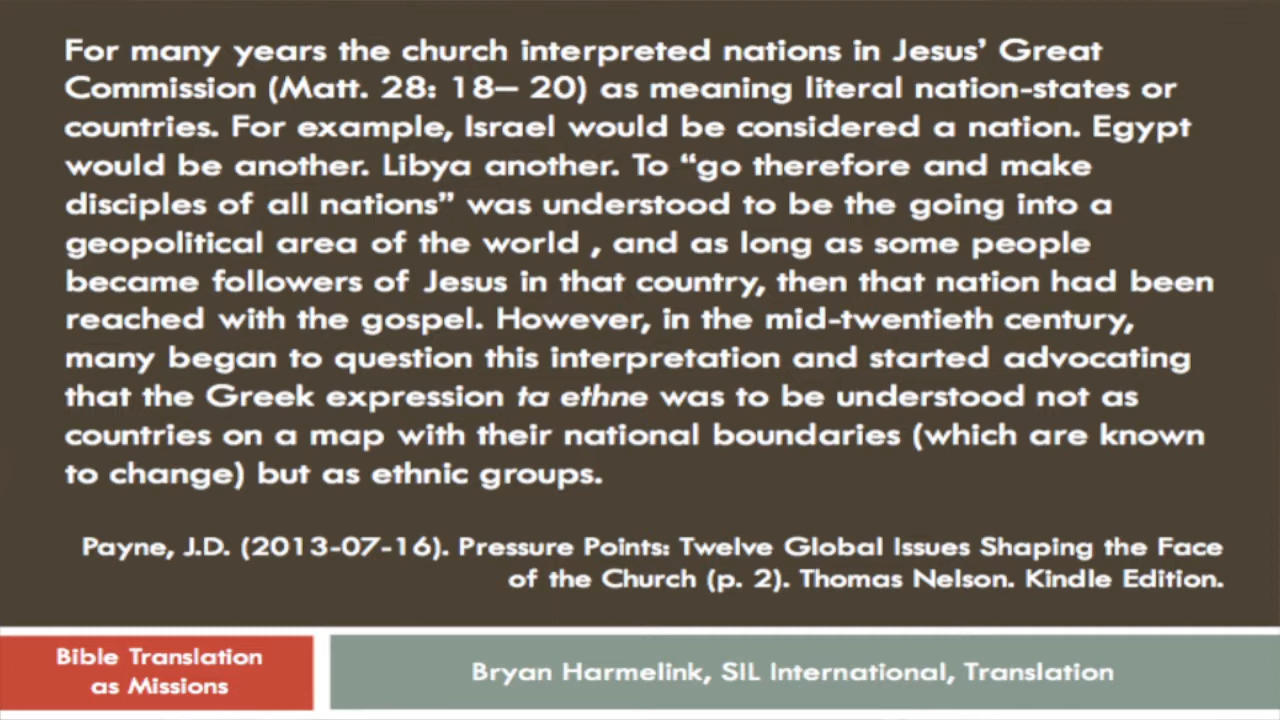 For many years the church interpreted nations in Jesus’ Great
Commission (Matt. 28: 18– 20) as meaning literal nation-states or
countries. For example, Israel would be considered a nation. Egypt
would be another. Libya another. To “go therefore and make
disciples of all nations” was understood to be the going into a
geopolitical area of the world , and as long as some people
became followers of Jesus in that country, then that nation had been
reached with the gospel. However, in the mid-twentieth century,
many began to question this interpretation and started advocating
that the Greek expression ta ethne was to be understood not as
countries on a map with their national boundaries (which are known
to change) but as ethnic groups.
Payne, J.D. (2013-07-16). Pressure Points: Twelve Global Issues Shaping the Face
of the Church (p. 2). Thomas Nelson. Kindle Edition.
Bible Translation
as Missions
Bryan Harmelink, SIL International, Translation